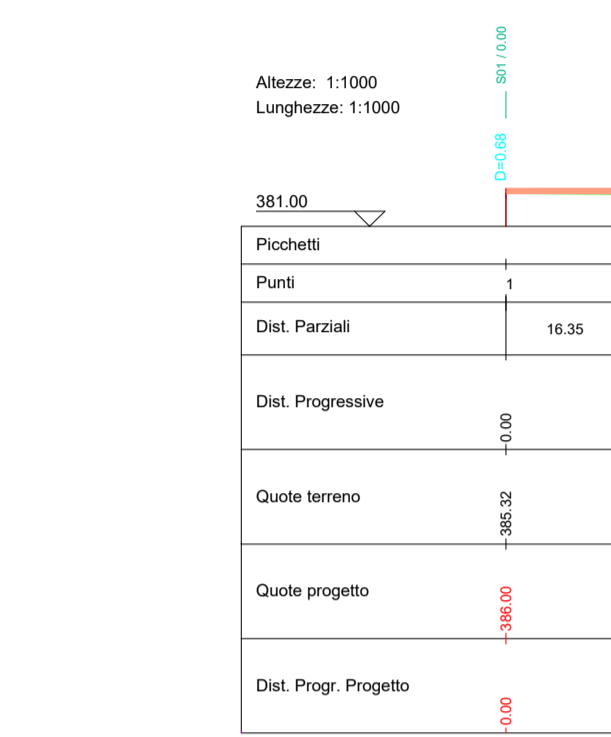 S01 / 0.00
Altezze:  1:1000
Lunghezze: 1:1000
D=0.68
381.00
Picchetti
Punti
1
Dist. Parziali
16.35
Dist. Progressive
0.00
Quote terreno
385.32
Quote progetto
386.00
Dist. Progr. Progetto
0.00